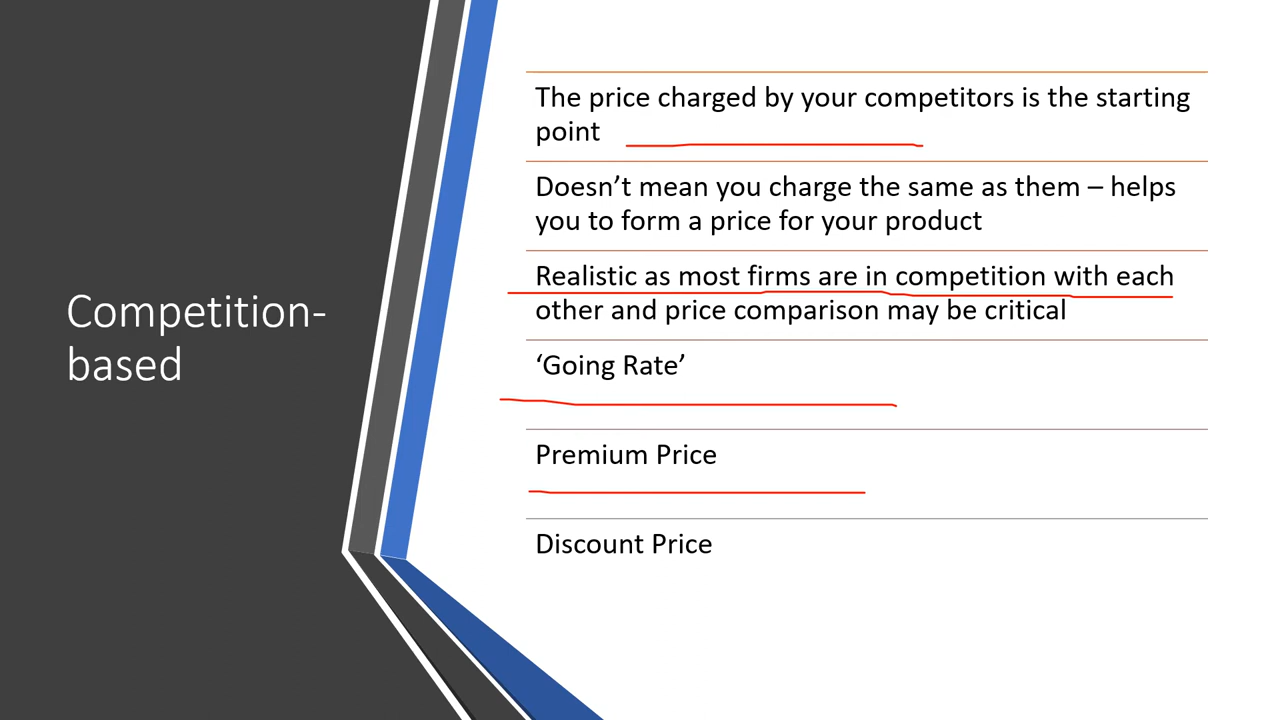 Competition-
based
The price charged by your competitors is the starting
point
Doesn’t mean you charge the same as them – helps
you to form a price for your product
Realistic as most firms are in competition with each
other and price comparison may be critical
‘Going Rate’
Premium Price
Discount Price